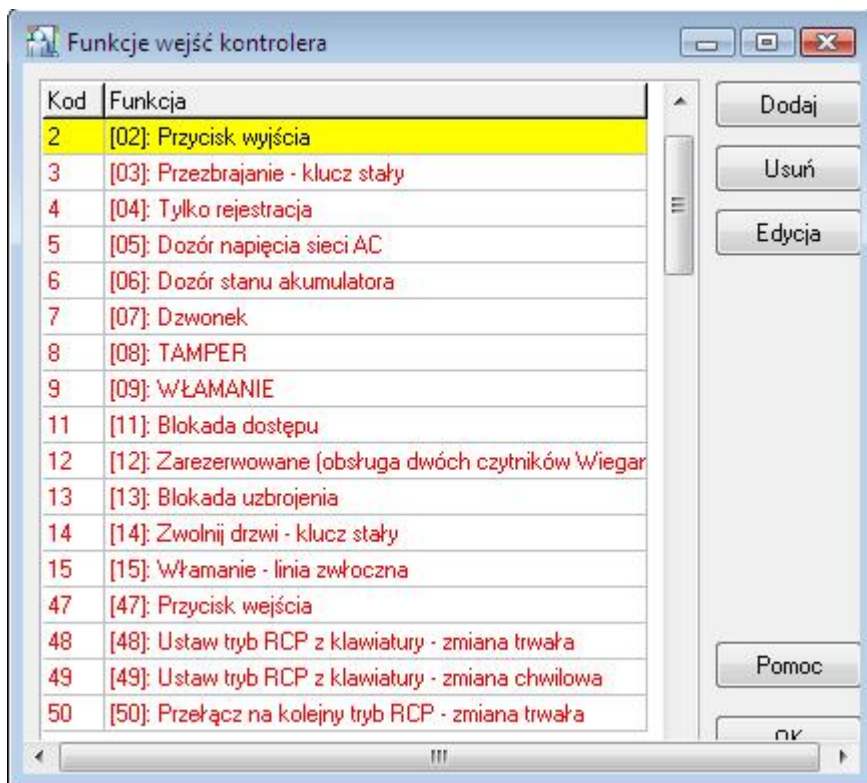 Funkcje wejść kontrolera
Kod Funkcja
2 [02]: Przycisk wyjścia
3 [03]: Przezbrajanie - klucz stały
4 [04]: Tylko rejestracja
5 [05]: Dozór napięcia sieci AC
6 [06]: Dozór stanu akumulatora
7 [07]: Dzwonek
8 [08]: TAMPER
9 [09]: WŁAMANIE
11 [11]: Blokada dostępu
12 [12]: Zarezerwowane (obsługa dwóch czytników Wiegar
13 [13]: Blokada uzbrojenia
14 [14]: Zwolnij drzwi - klucz stały
15 [15]: Włamanie - linia zwłoczna
47 [47]: Przycisk wejścia
48 [48]: Ustaw tryb RCP z klawiatury - zmiana trwała
49 [49]: Ustaw tryb RCP z klawiatury - zmiana chwilowa
50 [50]: Przełącz na kolejny tryb RCP - zmiana trwała
Dodaj
Usuń
Edycja
Pomoc
OK